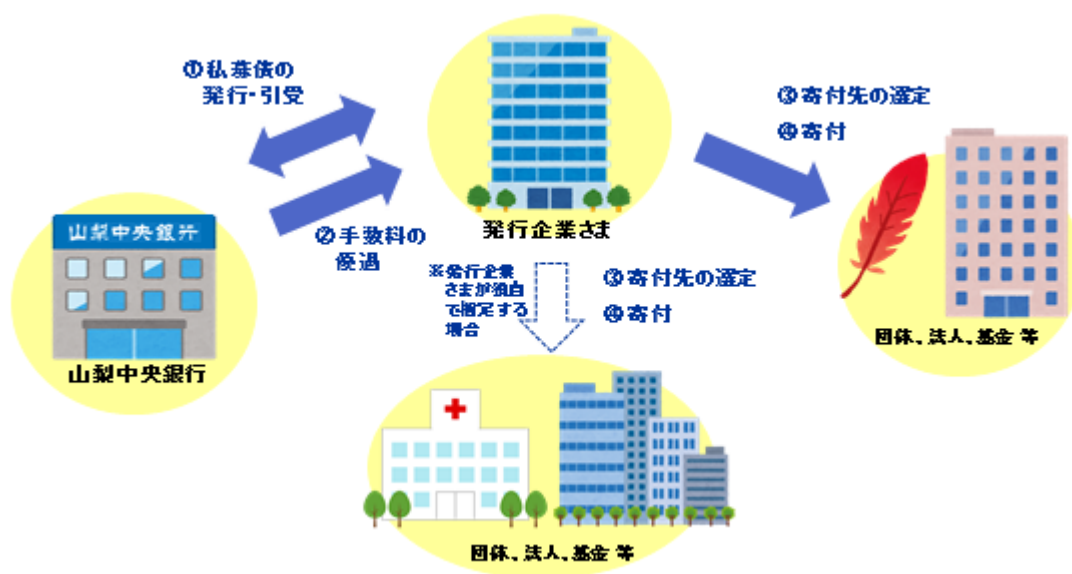 ①私募債の
発行・引受
③寄付先の選定
④寄付
山梨中央銀行
発行企業さま
②手数料の
優遇
※発行企業
さまが独自
で指定する
場合
③寄付先の選定
④寄付
団体、法人、基金 等
山梨中央銀行
団体、法人、基金 等